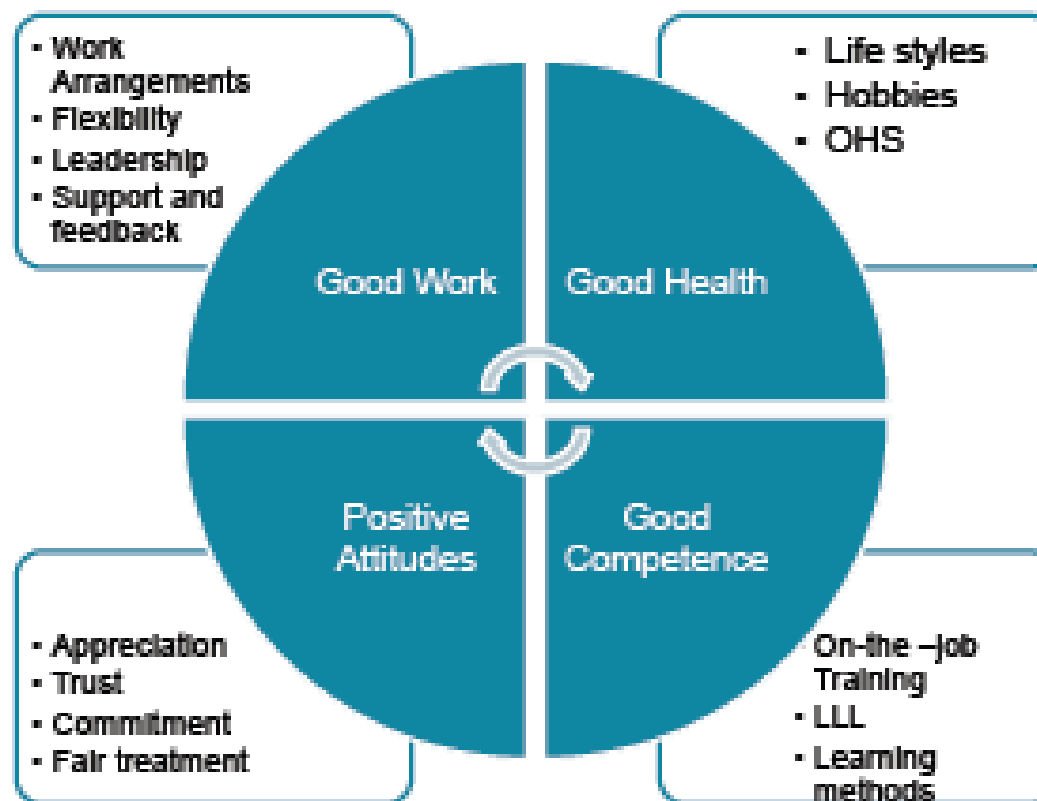 ▪ Work
Arrangements
▪ Flexibility
▪ Leadership
▪ Support and
feedback
▪ Life styles
▪ Hobbies
▪ OHS
Good Work
Good Health
Positive
Attitudes
Good
Competence
▪ Appreciation
▪ Trust
▪ Commitment
▪ Fair treatment
▪ On-the –job
Training
▪ LLL
▪ Learning
methods